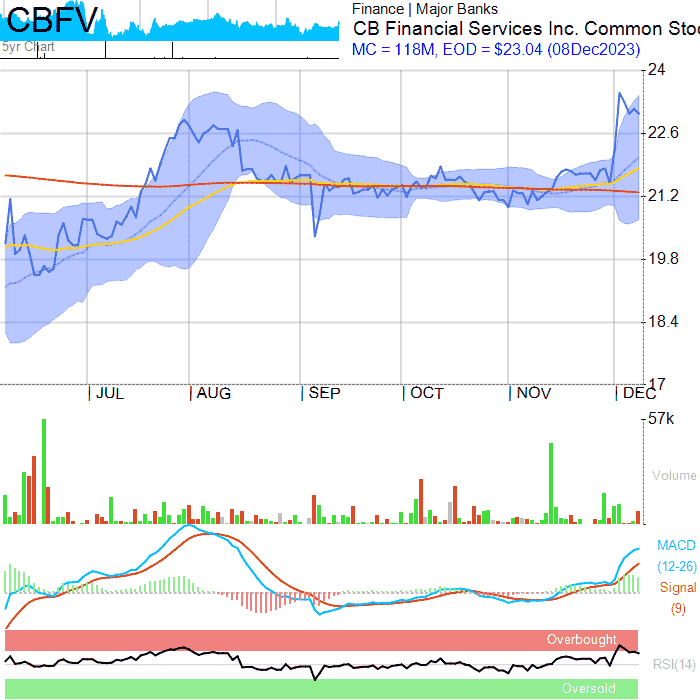 CBFV
5yr Chart
Finance | Major Banks
CB Financial Services Inc. Common Stoc
MC = 118M, EOD = $23.04 (08Dec2023)
24
22.6
21.2
19.8
18.4
17
JUL
AUG
SEP
OCT
NOV
DEC
57k
Volume
MACD
(12-26)
Signal
(9)
Overbought
RSI(14)
Oversold